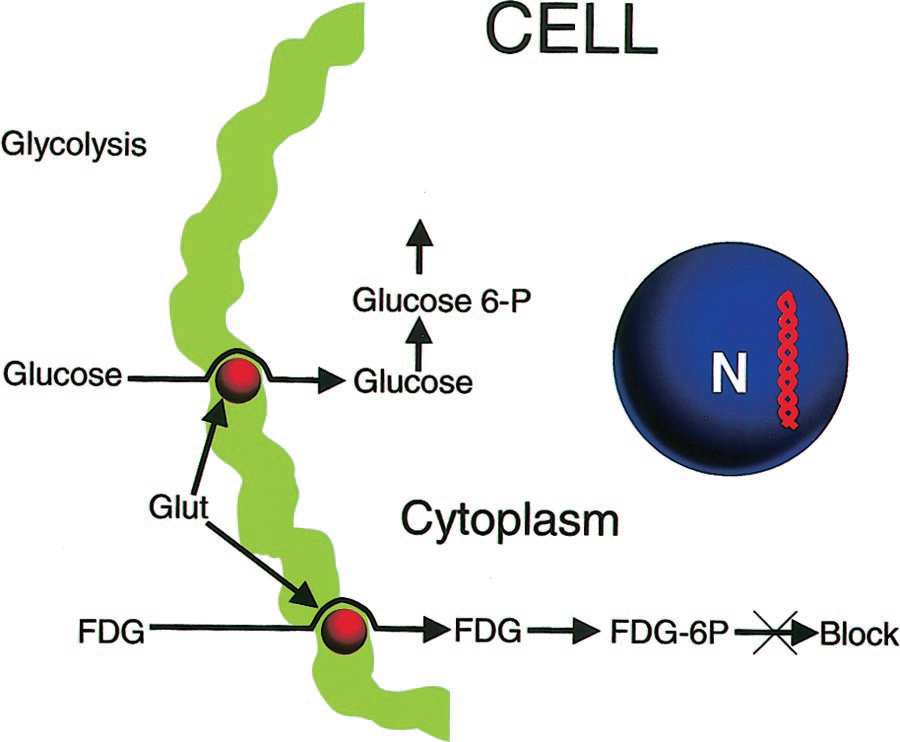 CELL
Glycolysis
Glucose 6-P
Glucose
Glucose
N
Glut
Cytoplasm
FDG
FDG
FDG-6P
Block